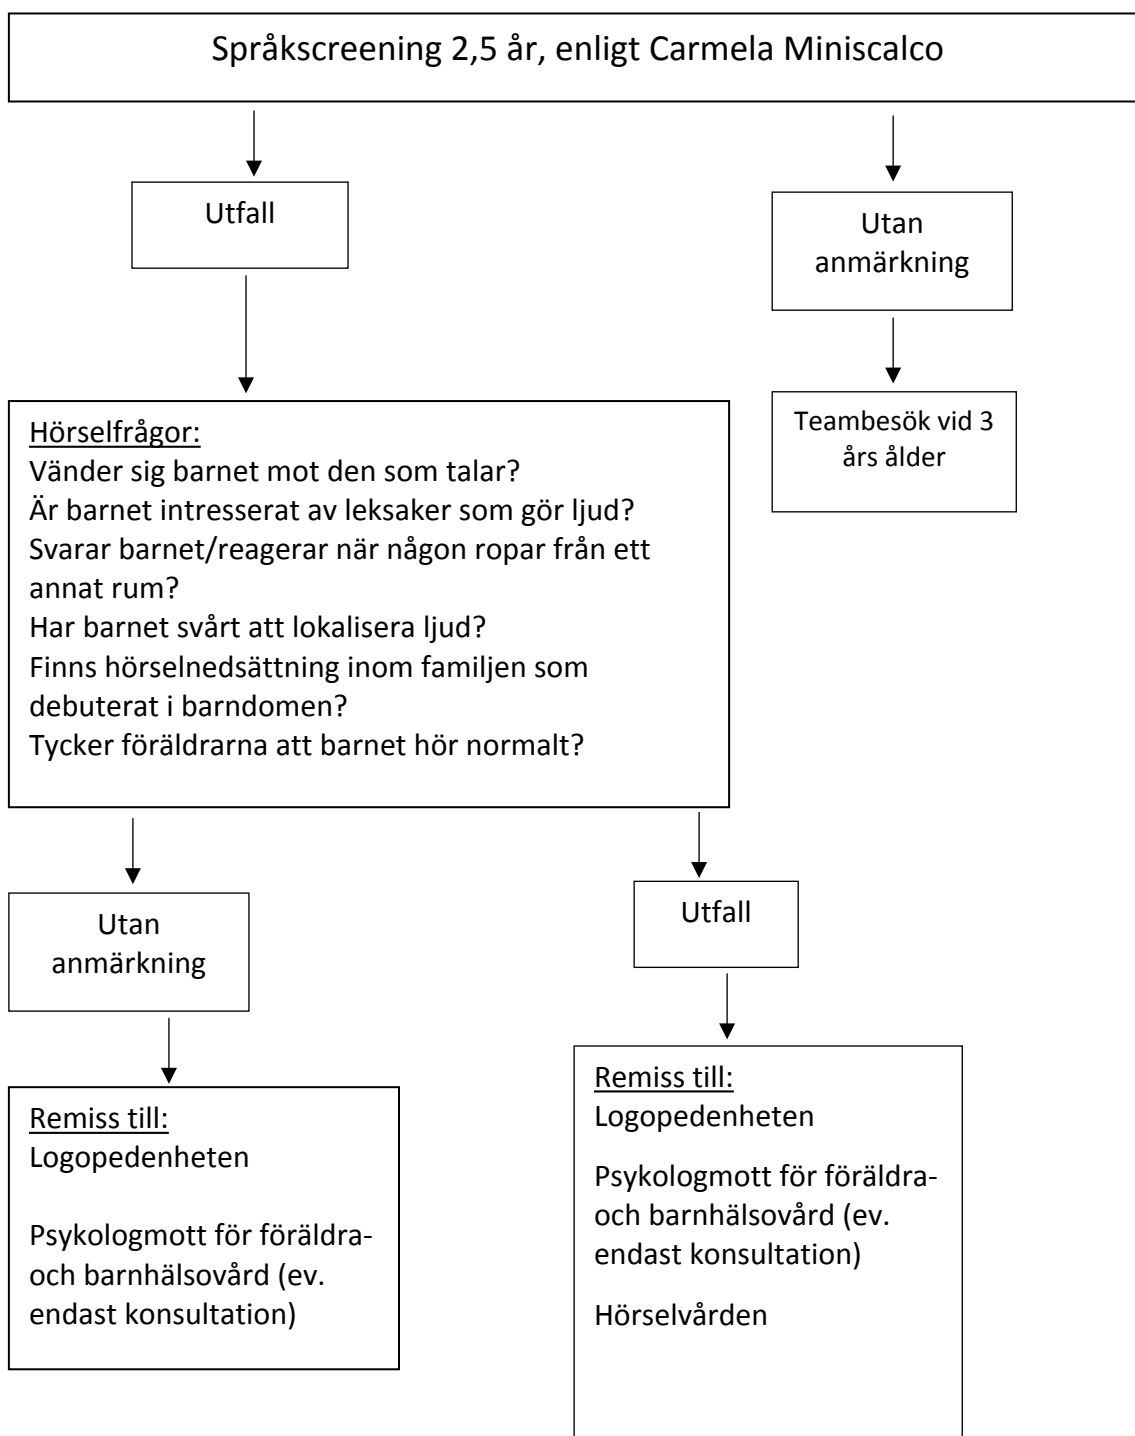 Språkscreening 2,5 år, enligt Carmela Miniscalco
Utfall
Utan
anmärkning
Teambesök vid 3
års ålder
Hörselfrågor:
Vänder sig barnet mot den som talar?
Är barnet intresserat av leksaker som gör ljud?
Svarar barnet/reagerar när någon ropar från ett
annat rum?
Har barnet svårt att lokalisera ljud?
Finns hörselnedsättning inom familjen som
debuterat i barndomen?
Tycker föräldrarna att barnet hör normalt?
Utan
anmärkning
Utfall
Remiss till:
Logopedenheten
Psykologmott för föräldra-
och barnhälsovård (ev.
endast konsultation)
Remiss till:
Logopedenheten
Psykologmott för föräldra-
och barnhälsovård (ev.
endast konsultation)
Hörselvården